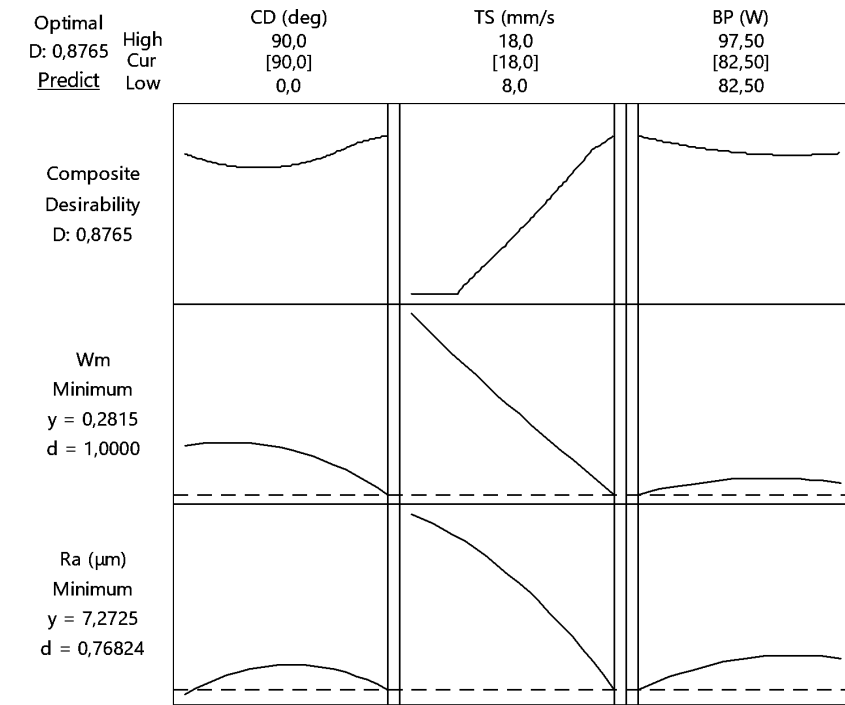 Optimal
D: 0,8765
Predict
High
Cur
Low
CD (deg)
90,0
[90,0]
0,0
TS (mm/s
18,0
[18,0]
8,0
BP (W)
97,50
[82,50]
82,50
Composite
Desirability
D: 0,8765
Wm
Minimum
y = 0,2815
d = 1,0000
Ra (µm)
Minimum
y = 7,2725
d = 0,76824